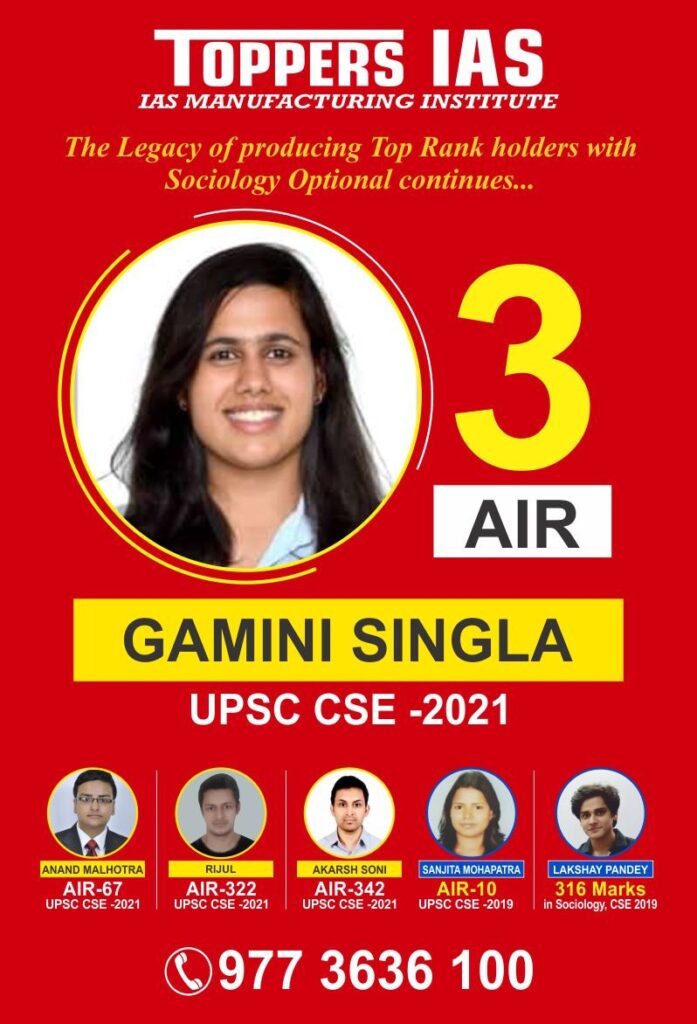 TOPPERS IAS
IAS MANUFACTURING INSTITUTE
The Legacy of producing Top Rank holders with
Sociology Optional continues...
3
AIR
GAMINI SINGLA
UPSC CSE -2021
ANAND MALHOTRA
AIR-67
UPSC CSE -2021
RIJUL
AIR-322
UPSC CSE -2021
AKARSH SONI
AIR-342
UPSC CSE -2021
SANJITA MOHAPATRA
AIR-10
UPSC CSE -2019
LAKSHAY PANDEY
316 Marks
in Sociology, CSE 2019
977 3636 100